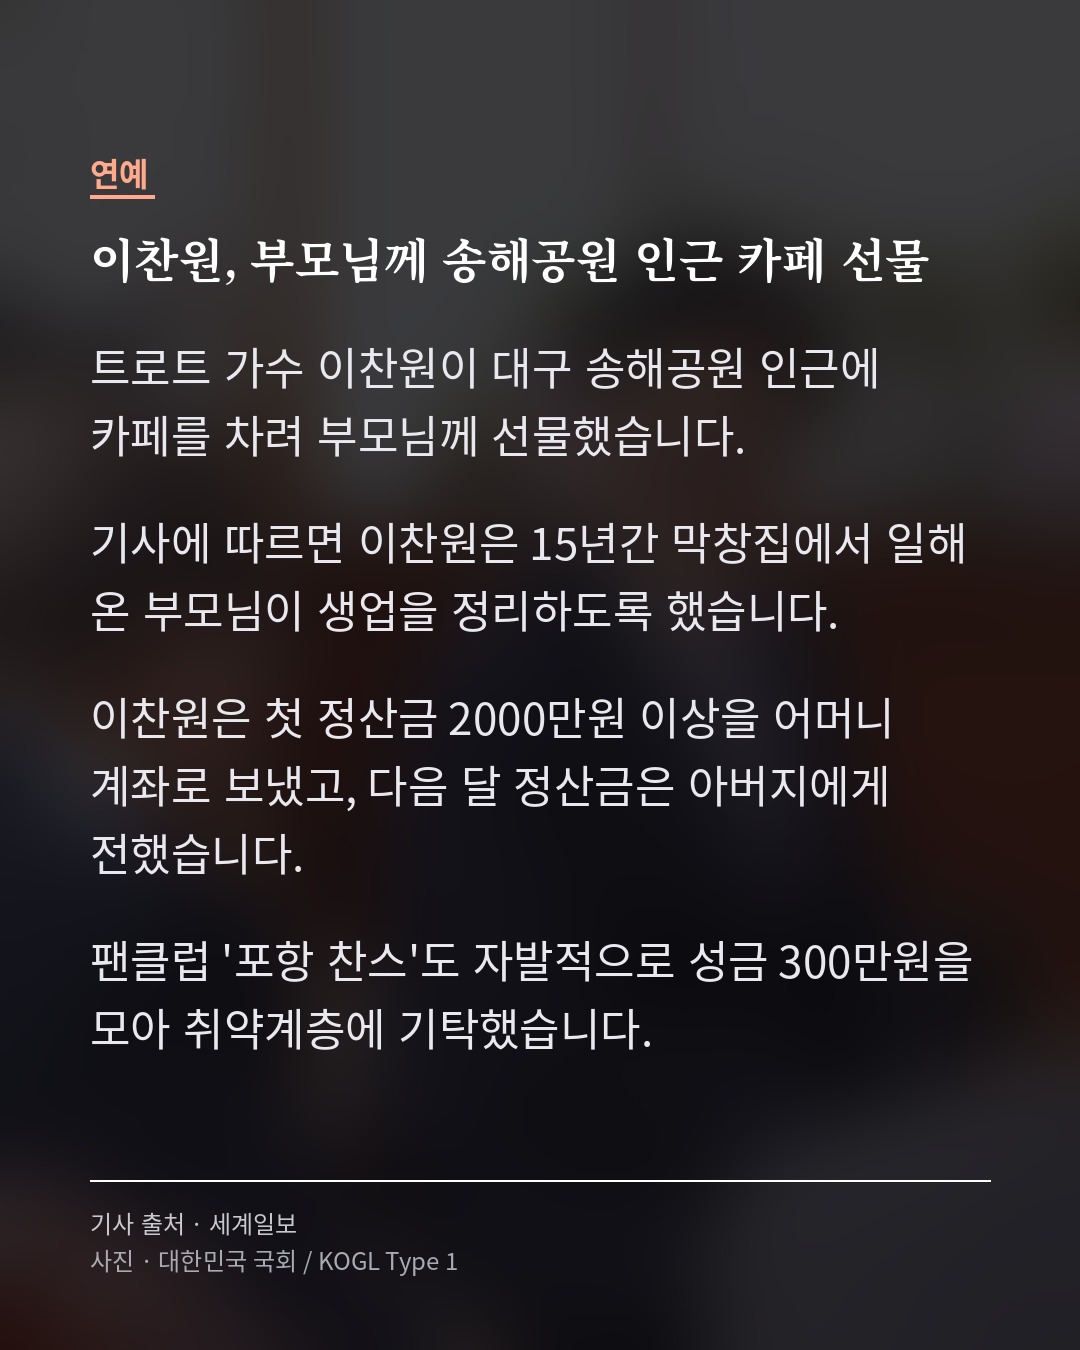 연예
이찬원, 부모님께 송해공원 인근 카페 선물
트로트 가수 이찬원이 대구 송해공원 인근에
카페를 차려 부모님께 선물했습니다.
기사에 따르면 이찬원은 15년간 막창집에서 일해
온 부모님이 생업을 정리하도록 했습니다.
이찬원은 첫 정산금 2000만원 이상을 어머니
계좌로 보냈고, 다음 달 정산금은 아버지에게
전했습니다.
팬클럽 '포항 찬스'도 자발적으로 성금 300만원을
모아 취약계층에 기탁했습니다.
기사 출처 · 세계일보
사진 · 대한민국 국회 / KOGL Type 1